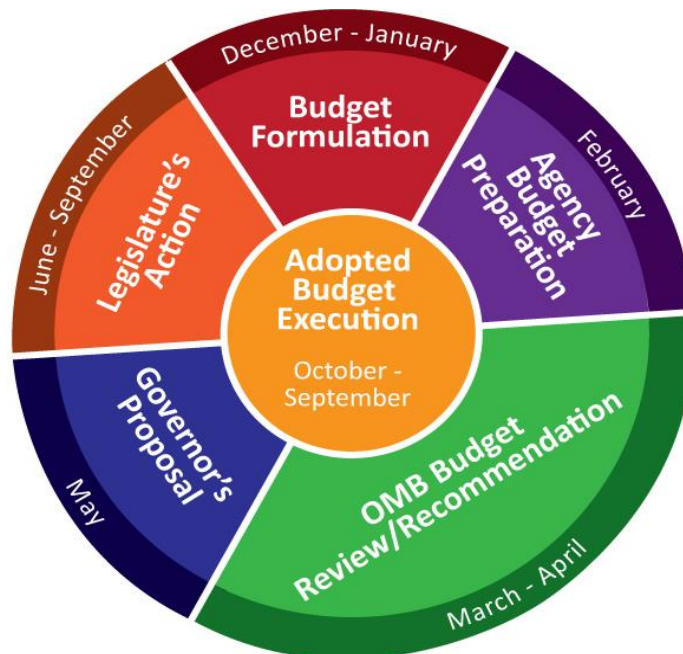 December - January
Budget
Formulation
February
Agency
Budget
Preparation
March - April
OMB Budget
Review/Recommendation
May
Governor's
Proposal
June - September
Legislature's
Action
Adopted
Budget
Execution
October -
September